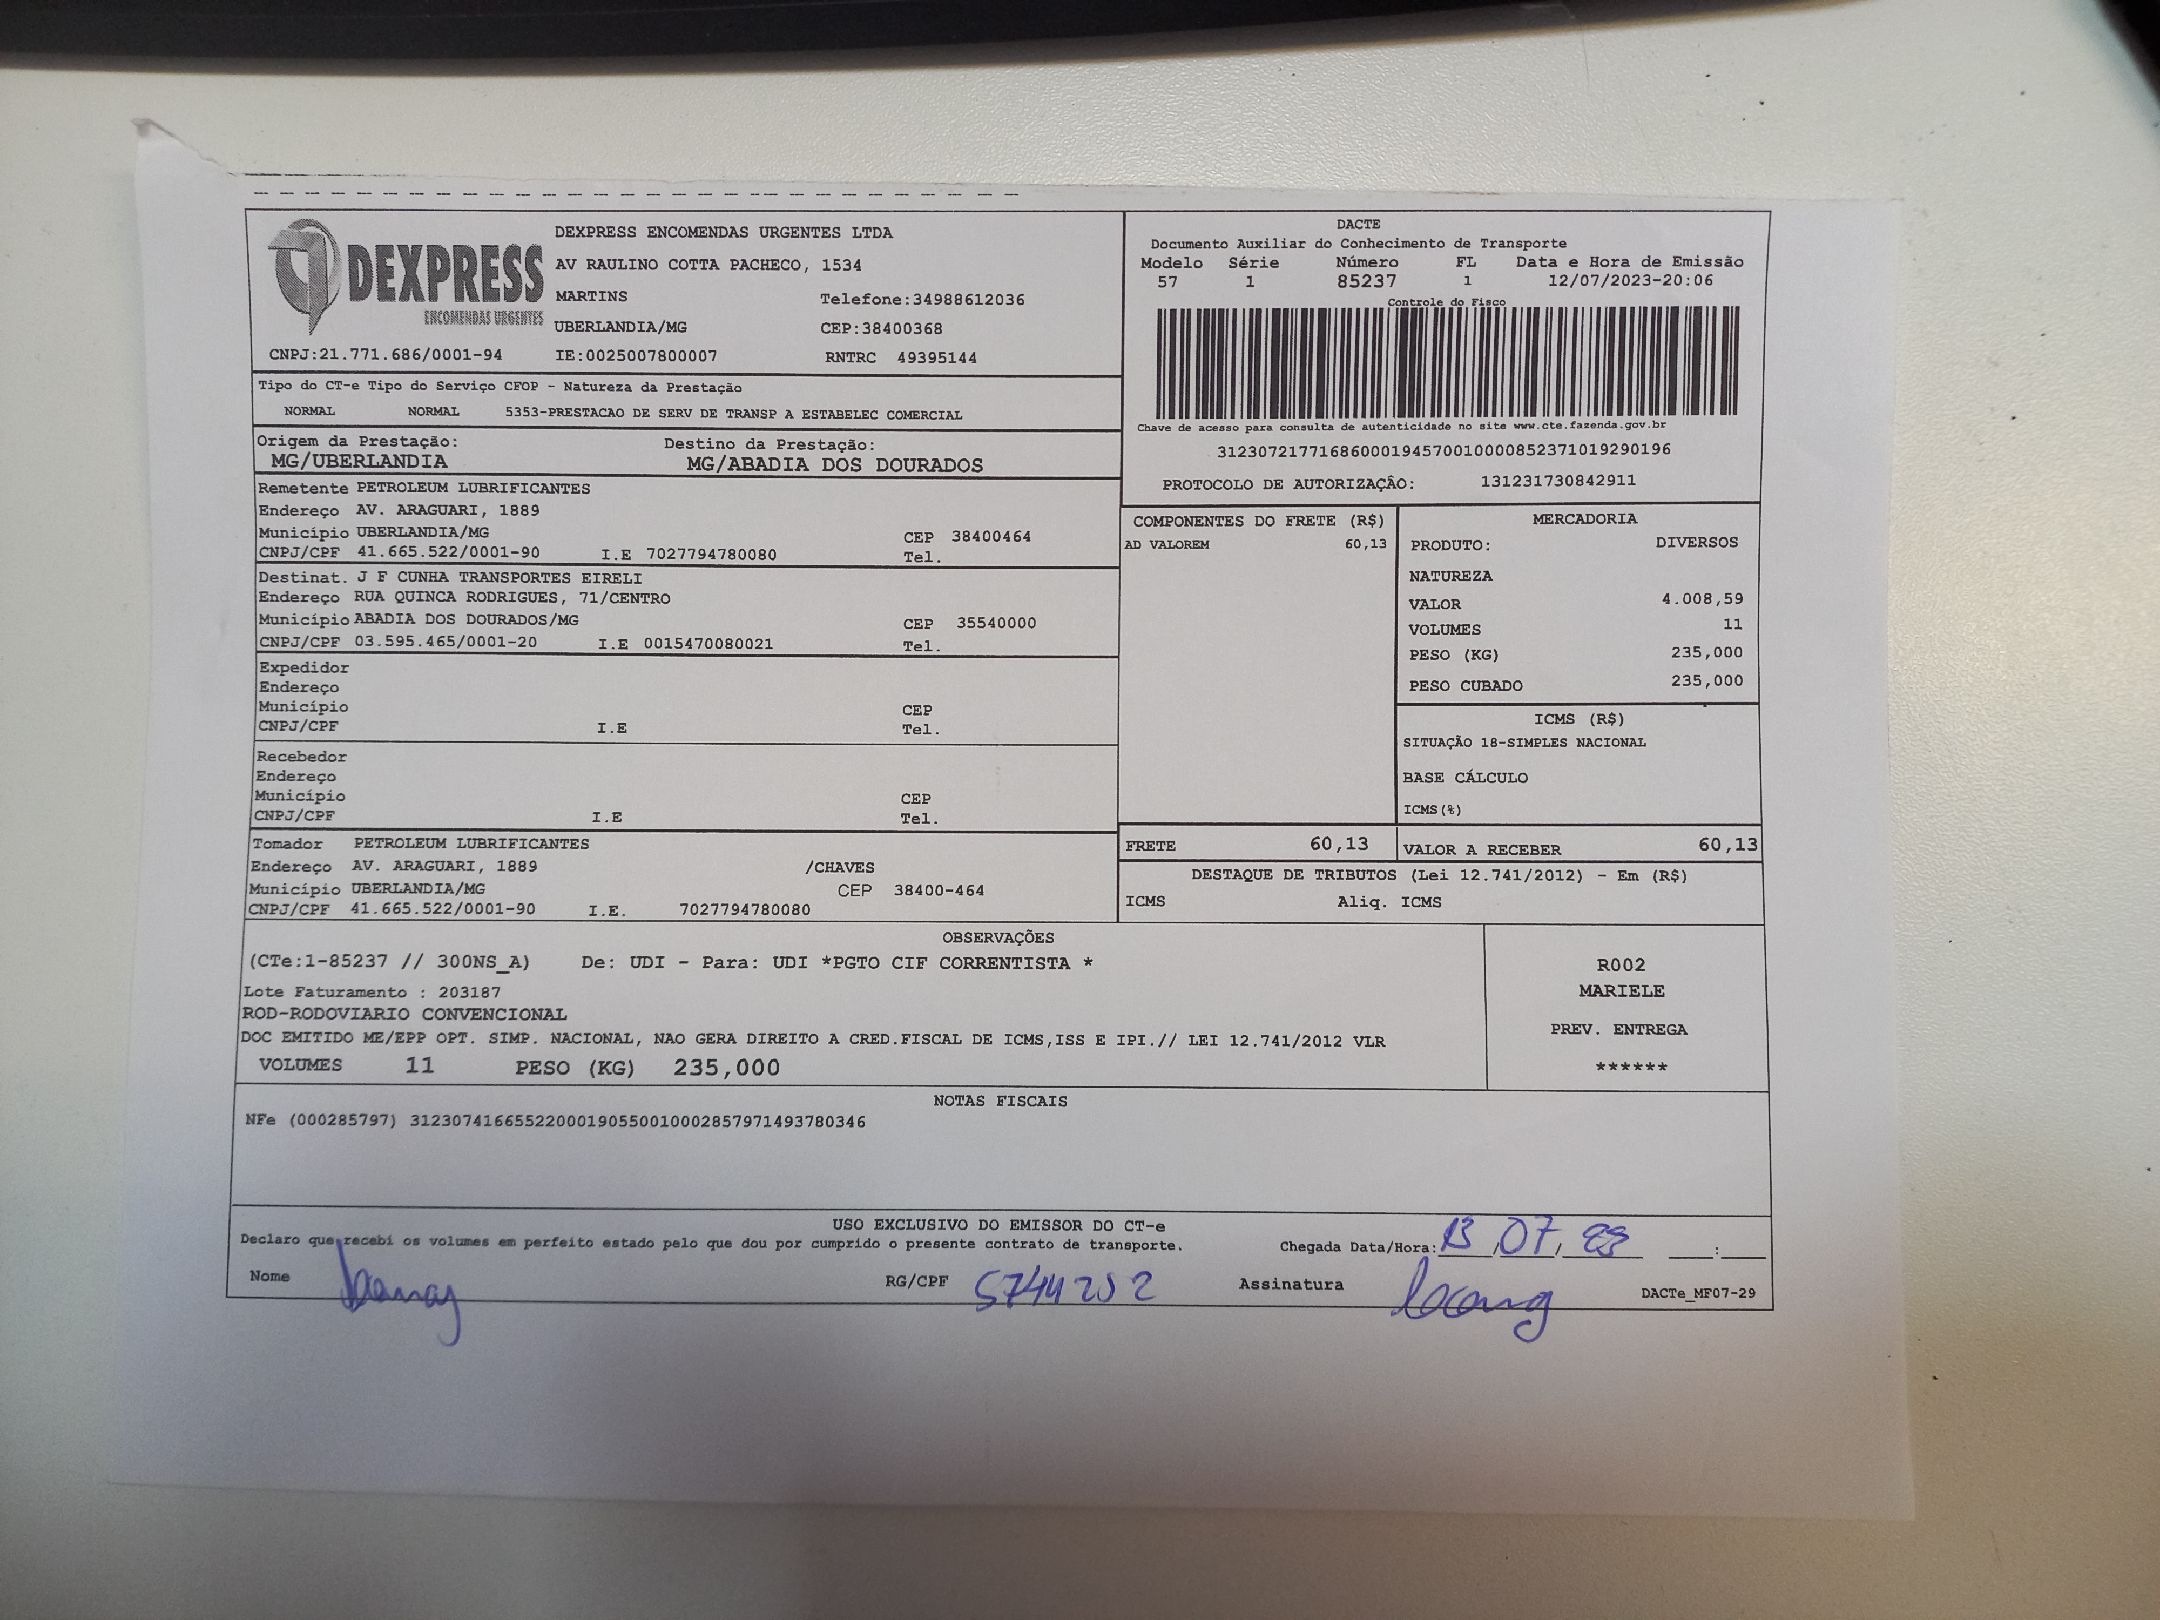 DEXPRESS
ENCOMENDAS URGENTES
DEXPRESS ENCOMENDAS URGENTES LTDA
AV RAULINO COTTA PACHECO, 1534
MARTINS Telefone:34988612036
UBERLANDIA/MG CEP:38400368
CNPJ:21.771.686/0001-94 IE:0025007800007 RNTRC 49395144
DACTE
Documento Auxiliar do Conhecimento de Transporte
Modelo Série Número FL Data e Hora de Emissão
57 1 85237 1 12/07/2023-20:06
Controle do Fisco
Chave de acesso para consulta de autenticidade no site www.cte.fazenda.gov.br
31230721771686000194570010000852371019290196
PROTOCOLO DE AUTORIZAÇÃO: 131231730842911
Tipo do CT-e Tipo do Serviço CFOP - Natureza da Prestação
NORMAL NORMAL 5353-PRESTACAO DE SERV DE TRANSP A ESTABELEC COMERCIAL
Origem da Prestação: Destino da Prestação:
MG/UBERLANDIA MG/ABADIA DOS DOURADOS
Remetente PETROLEUM LUBRIFICANTES
Endereço AV. ARAGUARI, 1889
Município UBERLANDIA/MG CEP 38400464
CNPJ/CPF 41.665.522/0001-90 I.E 7027794780080 Tel.
Destinat. J F CUNHA TRANSPORTES EIRELI
Endereço RUA QUINCA RODRIGUES, 71/CENTRO
Município ABADIA DOS DOURADOS/MG CEP 35540000
CNPJ/CPF 03.595.465/0001-20 I.E 0015470080021 Tel.
Expedidor
Endereço
Município CEP
CNPJ/CPF I.E Tel.
Recebedor
Endereço
Município CEP
CNPJ/CPF I.E Tel.
Tomador PETROLEUM LUBRIFICANTES
Endereço AV. ARAGUARI, 1889 /CHAVES
Município UBERLANDIA/MG CEP 38400-464
CNPJ/CPF 41.665.522/0001-90 I.E. 7027794780080
COMPONENTES DO FRETE (R$)
AD VALOREM 60,13
MERCADORIA
PRODUTO: DIVERSOS
NATUREZA
VALOR 4.008,59
VOLUMES 11
PESO (KG) 235,000
PESO CUBADO 235,000
ICMS (R$)
SITUAÇÃO 18-SIMPLES NACIONAL
BASE CÁLCULO
ICMS(%)
FRETE 60,13 VALOR A RECEBER 60,13
DESTAQUE DE TRIBUTOS (Lei 12.741/2012) - Em (R$)
ICMS Aliq. ICMS
OBSERVAÇÕES
(CTe:1-85237 // 300NS_A) De: UDI - Para: UDI *PGTO CIF CORRENTISTA *
Lote Faturamento : 203187
ROD-RODOVIARIO CONVENCIONAL
DOC EMITIDO ME/EPP OPT. SIMP. NACIONAL, NAO GERA DIREITO A CRED.FISCAL DE ICMS,ISS E IPI.// LEI 12.741/2012 VLR
VOLUMES 11 PESO (KG) 235,000
R002
MARIELE
PREV. ENTREGA
******
NOTAS FISCAIS
NFe (000285797) 31230741665522000190550010002857971493780346
USO EXCLUSIVO DO EMISSOR DO CT-e
Declaro que recebi os volumes em perfeito estado pelo que dou por cumprido o presente contrato de transporte. Chegada Data/Hora: 13 07 :
Nome RG/CPF Assinatura DACTe_MF07-29